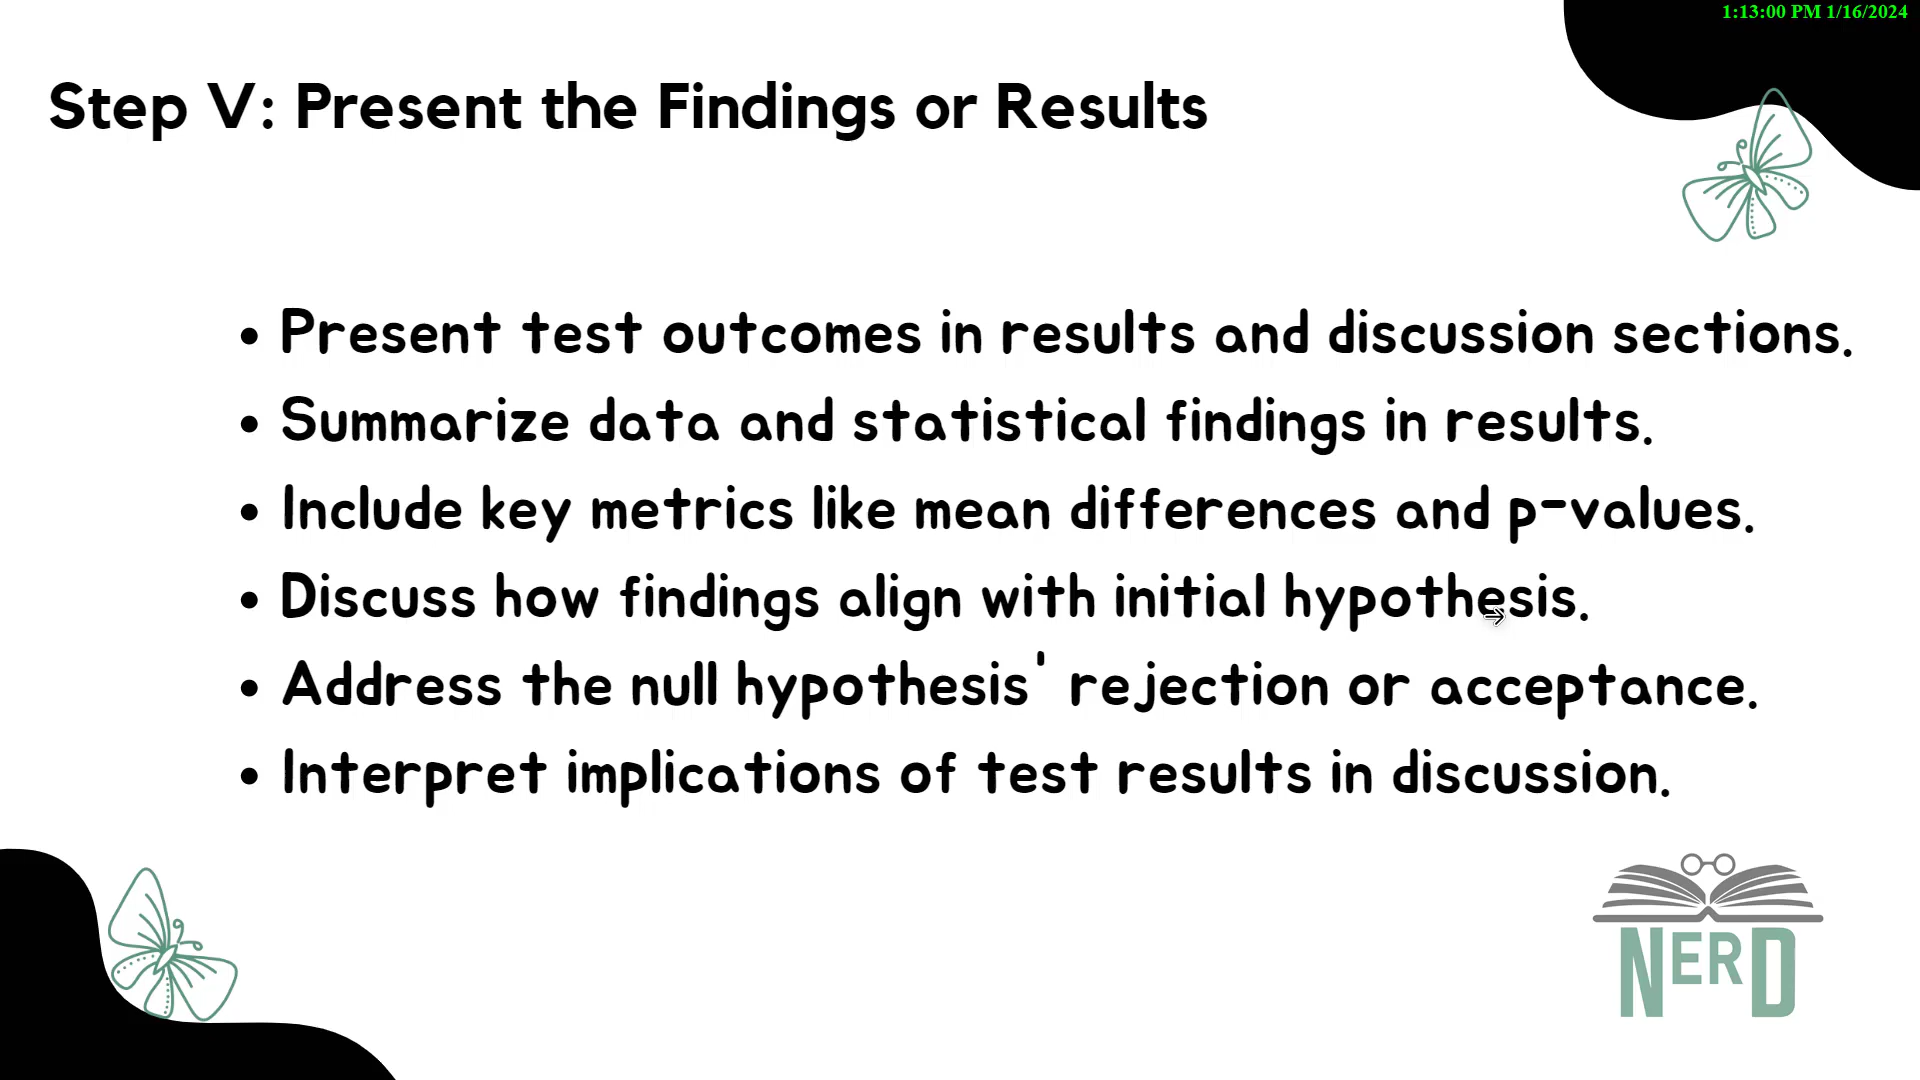 1:13:00 PM 1/16/2024
Step V: Present the Findings or Results
• Present test outcomes in results and discussion sections.
• Summarize data and statistical findings in results.
• Include key metrics like mean differences and p-values.
• Discuss how findings align with initial hypothesis.
• Address the null hypothesis' rejection or acceptance.
• Interpret implications of test results in discussion.
NERD